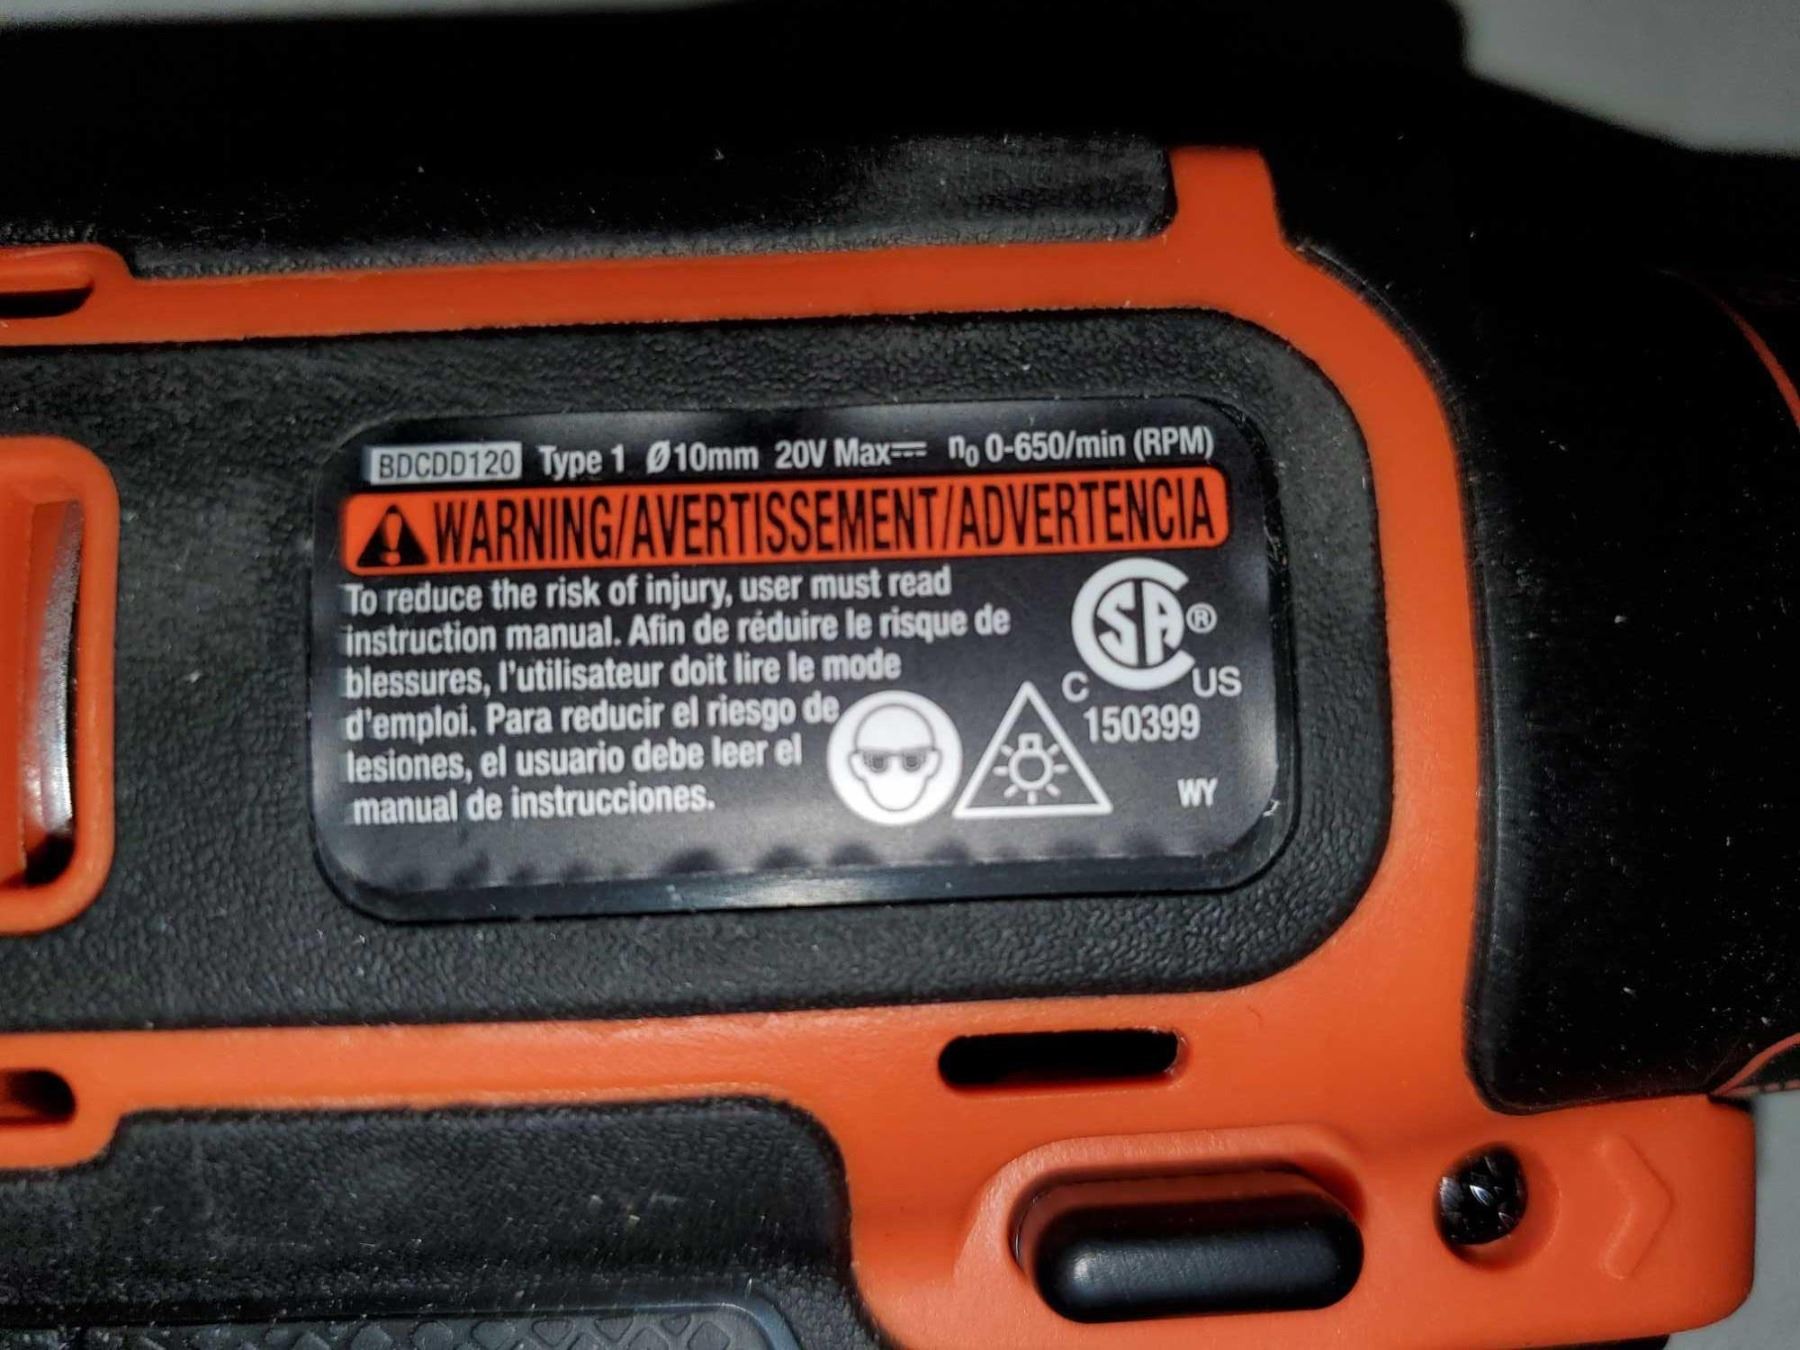 BDCDD120 Type 1 Ø10mm 20V Max⎓ n₀ 0-650/min (RPM)
WARNING/AVERTISSEMENT/ADVERTENCIA
To reduce the risk of injury, user must read
instruction manual. Afin de réduire le risque de
blessures, l'utilisateur doit lire le mode
d'emploi. Para reducir el riesgo de
lesiones, el usuario debe leer el
manual de instrucciones.
CSA®
C US
150399
WY